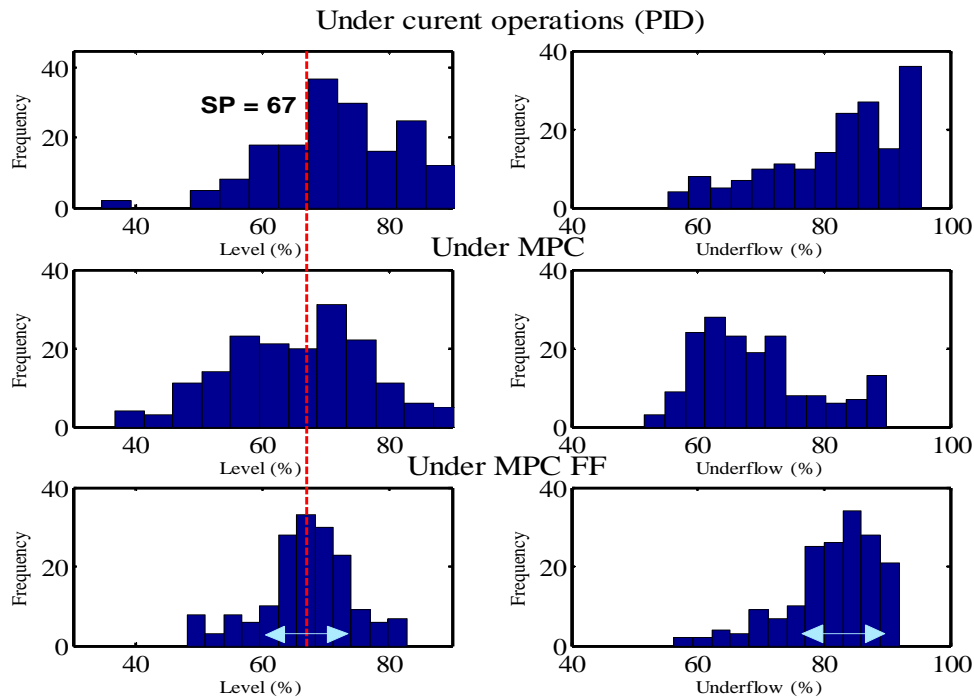 Under curent operations (PID)
40
20
0
Frequency
SP = 67
40 60 80
Level (%)
40
20
0
Frequency
40 60 80 100
Underflow (%)
Under MPC
40
20
0
Frequency
40 60 80
Level (%)
40
20
0
Frequency
40 60 80 100
Underflow (%)
Under MPC FF
40
20
0
Frequency
40 60 80
Level (%)
40
20
0
Frequency
40 60 80 100
Underflow (%)